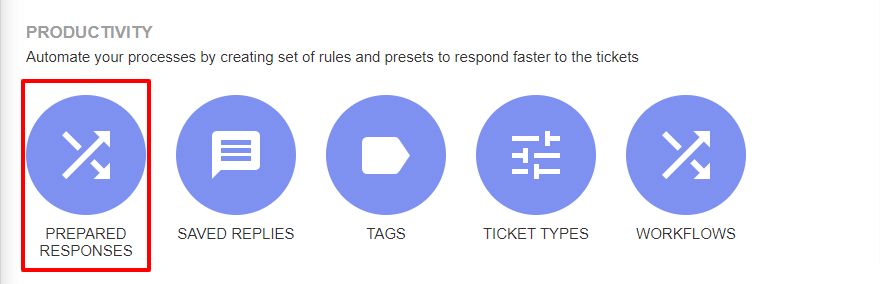 PRODUCTIVITY
Automate your processes by creating set of rules and presets to respond faster to the tickets
PREPARED
RESPONSES
SAVED REPLIES
TAGS
TICKET TYPES
WORKFLOWS